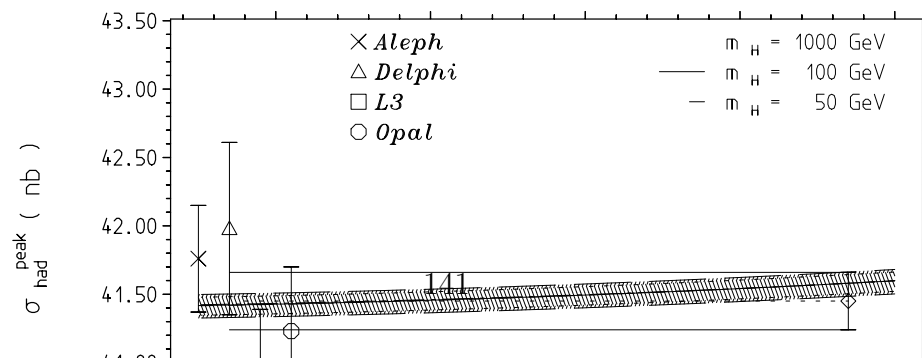 43.50
43.00
42.50
42.00
41.50
σ had peak ( nb )
Aleph
Delphi
L3
Opal
m H = 1000 GeV
m H = 100 GeV
m H = 50 GeV
141